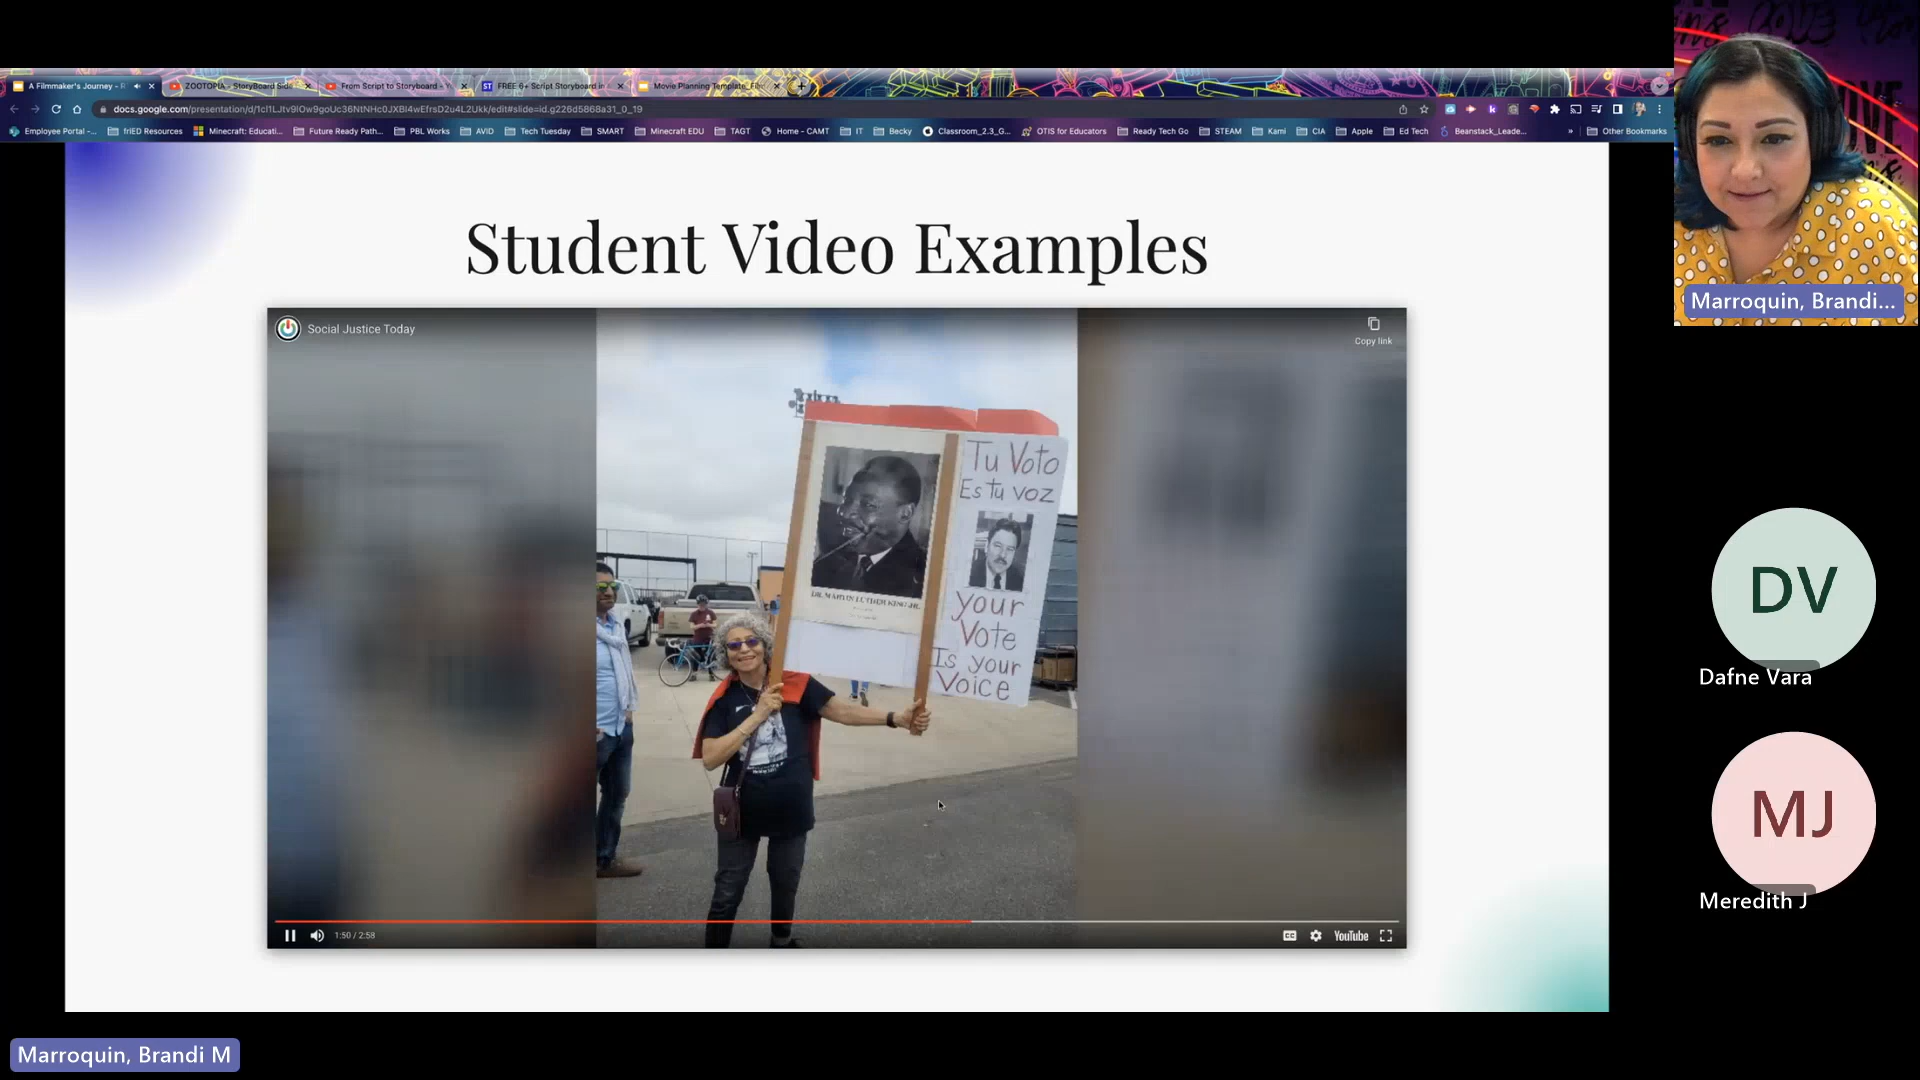 A Filmmaker's Journey - R
ZOOTOPIA - StoryBoard Side
From Script to Storyboard - Y
FREE 6+ Script Storyboard in
Movie Planning Template_Fil
docs.google.com/presentation/d/1cI1LJtv9lOw9goUc36NtNHc0JXBl4wEfrsD2u4L2Ukk/edit#slide=id.g226d5868a31_0_19
Employee Portal -...
friED Resources
Minecraft: Educati...
Future Ready Path...
PBL Works
AVID
Tech Tuesday
SMART
Minecraft EDU
TAGT
Home - CAMT
IT
Becky
Classroom_2.3_G...
OTIS for Educators
Ready Tech Go
STEAM
Kami
CIA
Apple
Ed Tech
Beanstack_Leade...
»
Other Bookmarks
Student Video Examples
Social Justice Today
Copy link
Tu Voto
Es tu voz
DR. MARTIN LUTHER KING JR.
your
Vote
Is your
Voice
1:50 / 2:58
CC
YouTube
Marroquin, Brandi...
DV
Dafne Vara
MJ
Meredith J
Marroquin, Brandi M